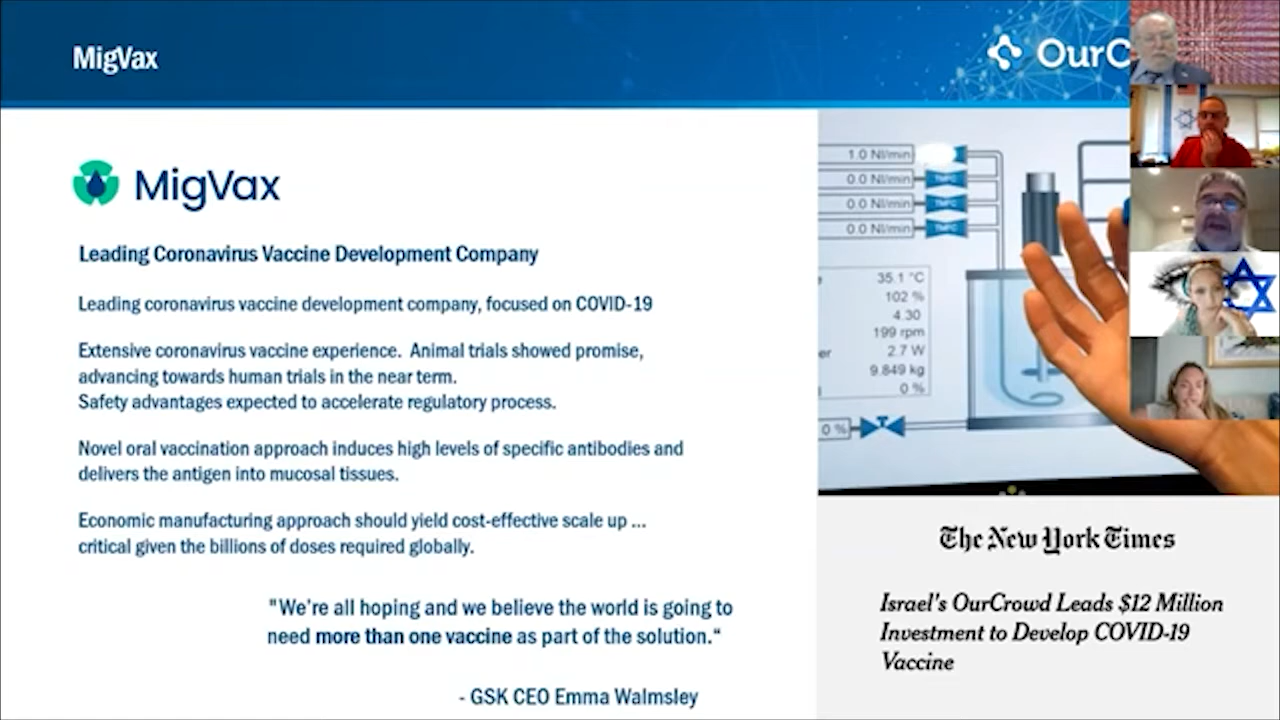 MigVax
OurC
MigVax
Leading Coronavirus Vaccine Development Company
Leading coronavirus vaccine development company, focused on COVID-19
Extensive coronavirus vaccine experience.  Animal trials showed promise,
advancing towards human trials in the near term.
Safety advantages expected to accelerate regulatory process.
Novel oral vaccination approach induces high levels of specific antibodies and
delivers the antigen into mucosal tissues.
Economic manufacturing approach should yield cost-effective scale up ...
critical given the billions of doses required globally.
"We're all hoping and we believe the world is going to
need more than one vaccine as part of the solution."
- GSK CEO Emma Walmsley
1.0 Nl/min
0.0 Nl/min
0.0 Nl/min
0.0 Nl/min
35.1 °C
102 %
4.30
199 rpm
2.7 W
9.849 kg
0 %
0 %
The New York Times
Israel's OurCrowd Leads $12 Million
Investment to Develop COVID-19
Vaccine